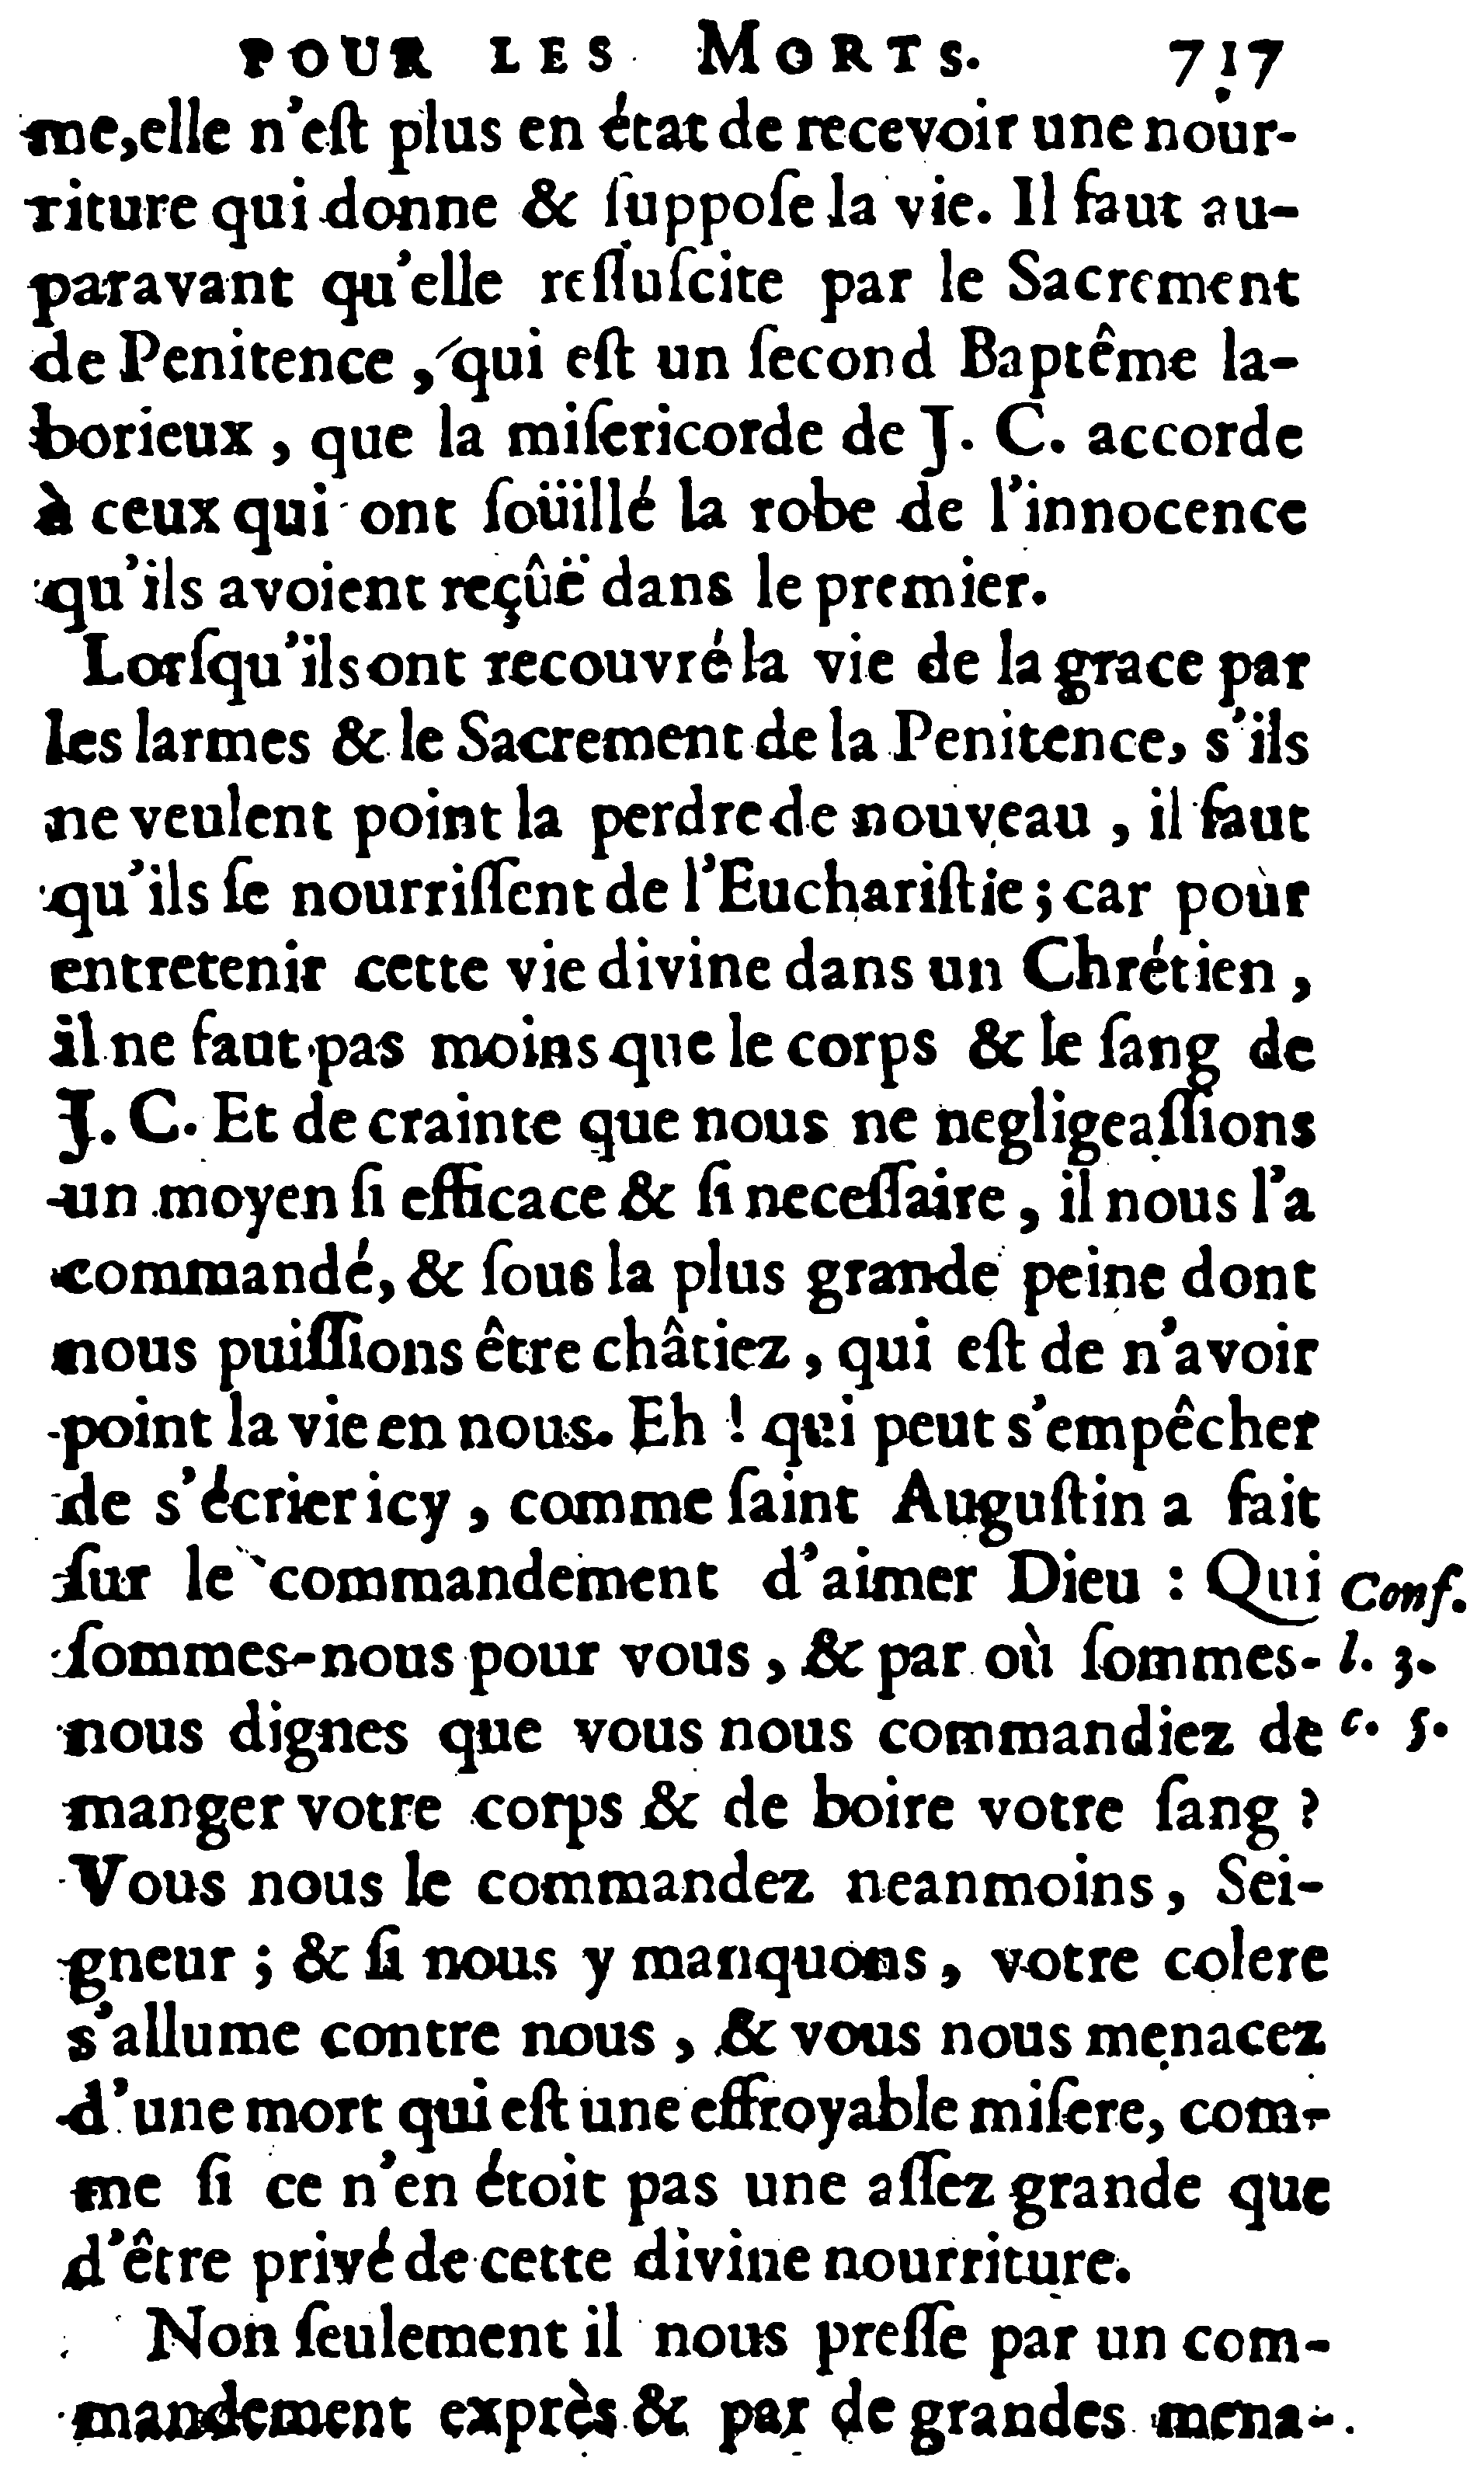 POUR LES MORTS. 717
me, elle n'eſt plus en état de recevoir une nour-
riture qui donne & ſuppoſe la vie. Il faut au-
paravant qu'elle reſſuſcite par le Sacrement
de Penitence, qui eſt un ſecond Baptême la-
borieux, que la miſericorde de J. C. accorde
à ceux qui ont ſoüillé la robe de l'innocence
qu'ils avoient reçûë dans le premier.
Lorſqu'ils ont recouvré la vie de la grace par
les larmes & le Sacrement de la Penitence, s'ils
ne veulent point la perdre de nouveau, il faut
qu'ils ſe nourriſſent de l'Euchariſtie; car pour
entretenir cette vie divine dans un Chrétien,
il ne faut pas moins que le corps & le ſang de
J. C. Et de crainte que nous ne negligeaſſions
un moyen ſi efficace & ſi neceſſaire, il nous l'a
commandé, & ſous la plus grande peine dont
nous puiſſions être châtiez, qui eſt de n'avoir
point la vie en nous. Eh ! qui peut s'empêcher
de s'écrier icy, comme ſaint Auguſtin a fait
ſur le commandement d'aimer Dieu : Qui Conf.
ſommes-nous pour vous, & par où ſommes- l. 3.
nous dignes que vous nous commandiez de c. 5.
manger votre corps & de boire votre ſang ?
Vous nous le commandez neanmoins, Sei-
gneur ; & ſi nous y manquons, votre colere
s'allume contre nous, & vous nous menacez
d'une mort qui eſt une effroyable miſere, com-
me ſi ce n'en étoit pas une aſſez grande que
d'être privé de cette divine nourriture.
Non ſeulement il nous preſſe par un com-
mandement exprès & par de grandes mena-